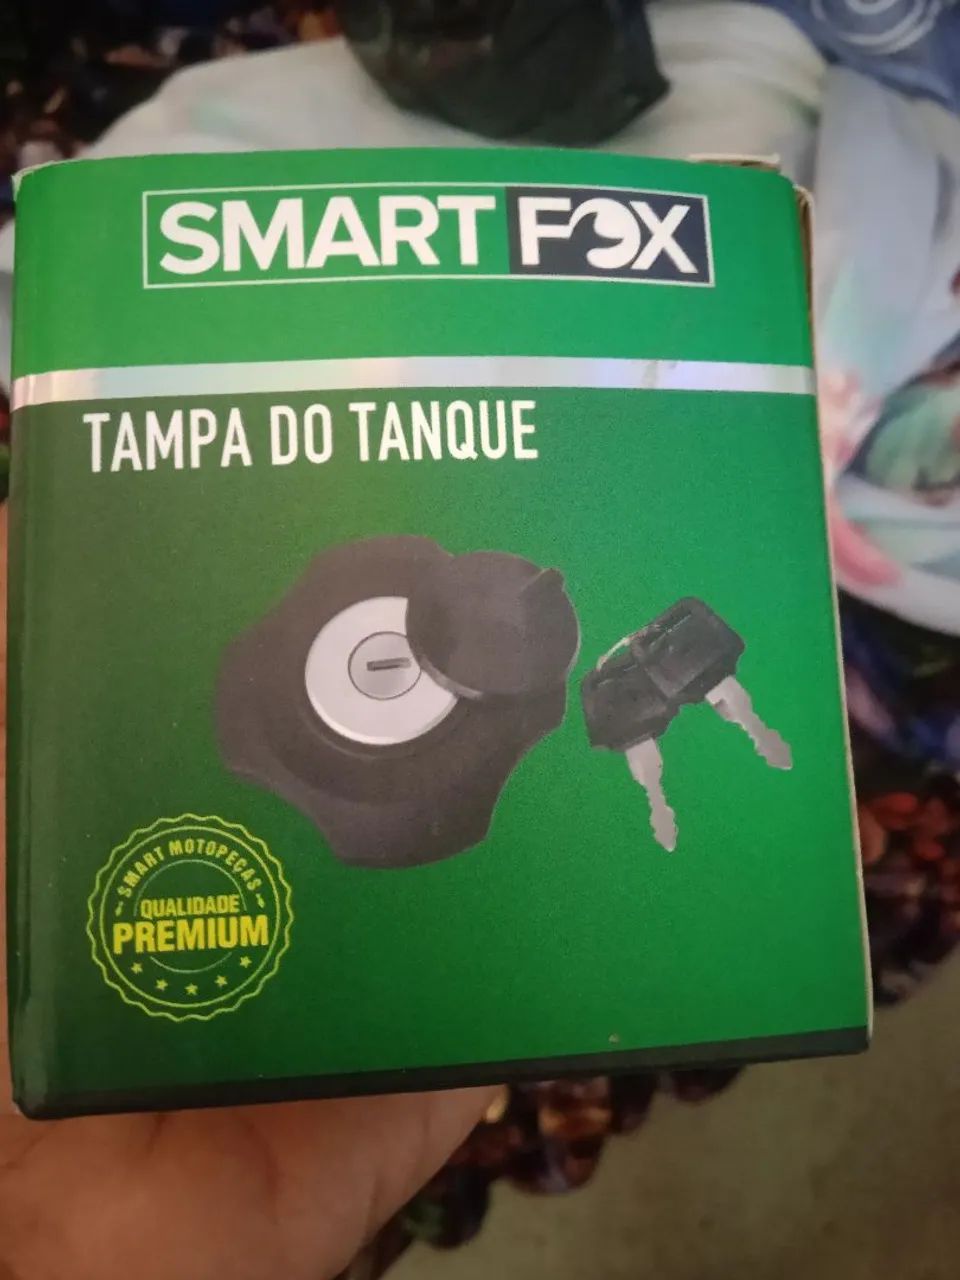 SMART FOX
TAMPA DO TANQUE
SMART MOTOPEÇAS
QUALIDADE
PREMIUM